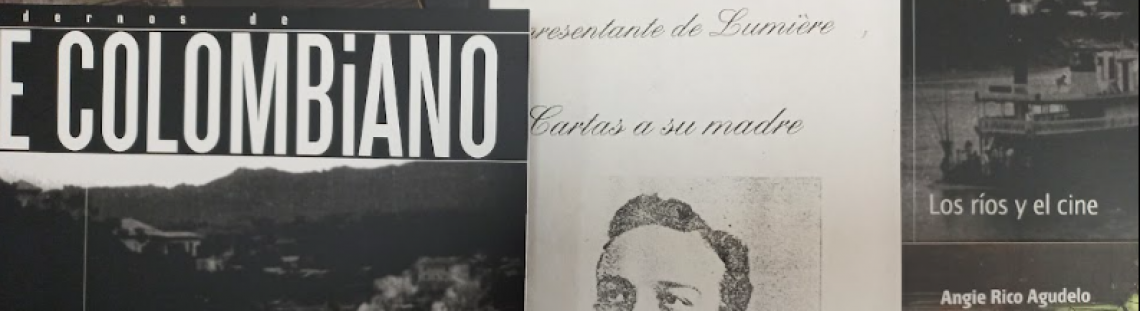 dernos de
E COLOMBiANO
presentante de Lumière
Cartas a su madre
Los ríos y el cine
Angie Rico Agudelo